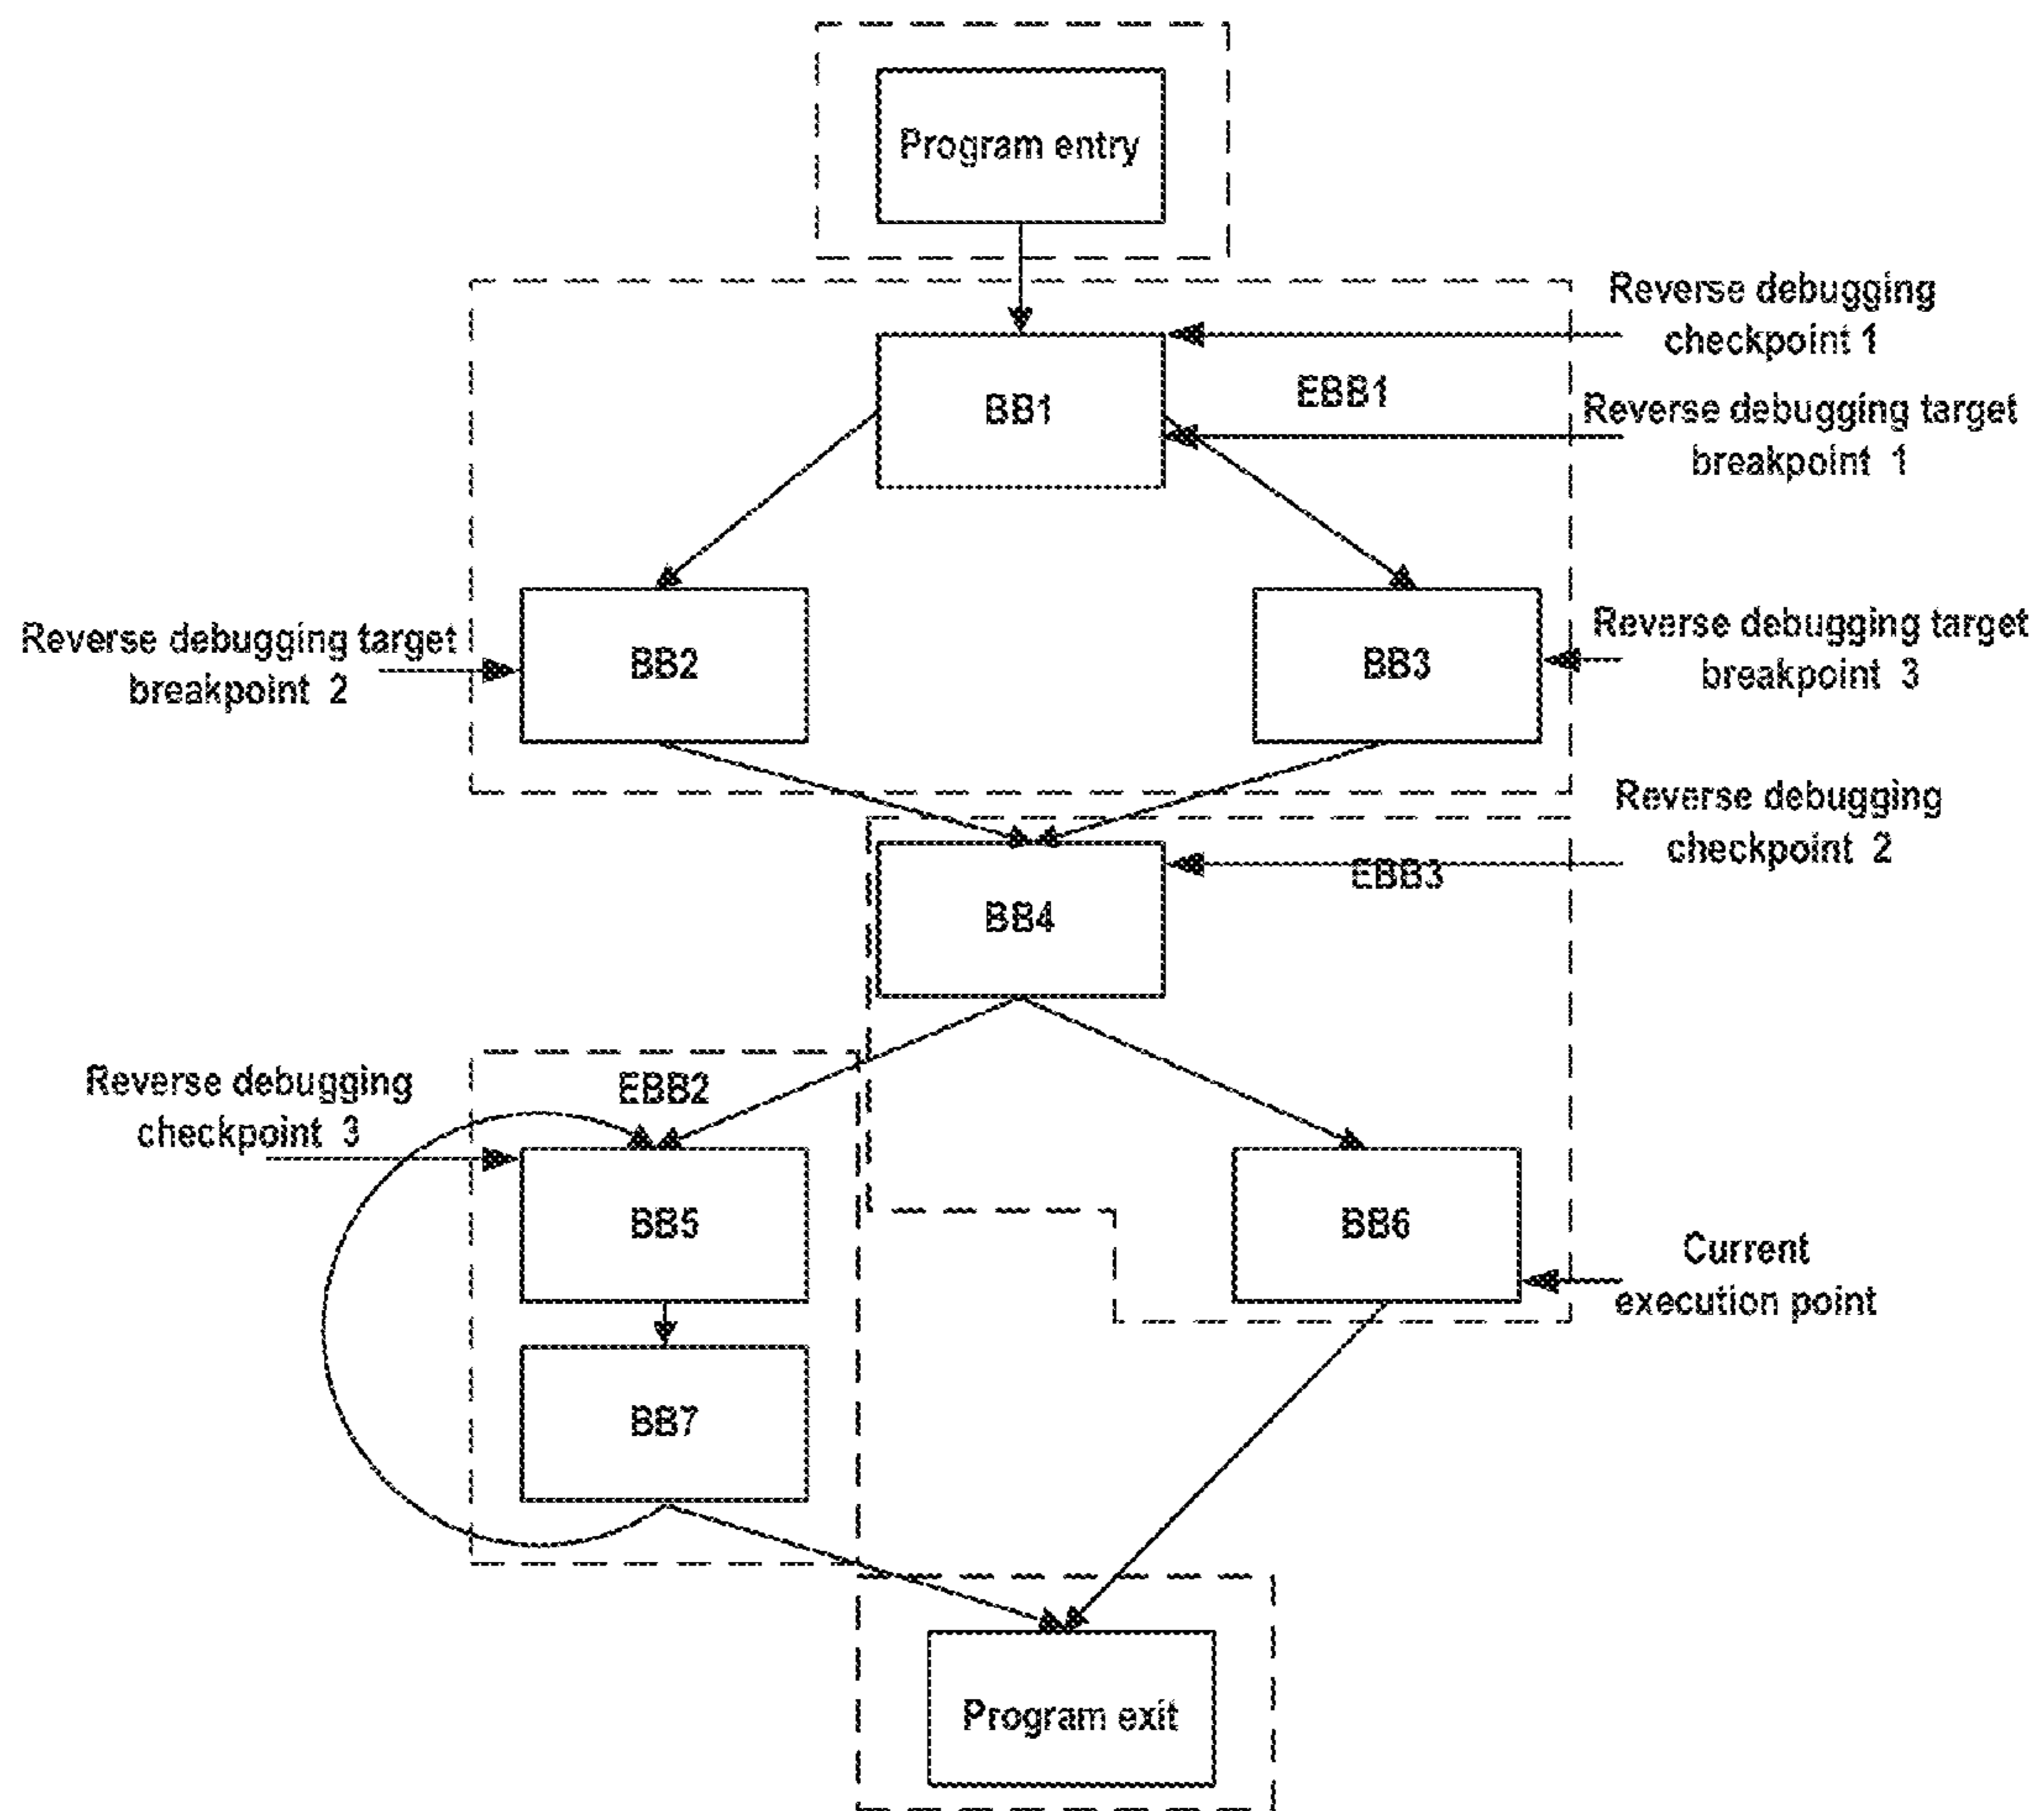 Program entry
Reverse debugging
checkpoint 1
EBB1
BB1
Reverse debugging target
breakpoint 1
Reverse debugging target
breakpoint 2
BB2
BB3
Reverse debugging target
breakpoint 3
Reverse debugging
checkpoint 2
EBB3
BB4
Reverse debugging
checkpoint 3
EBB2
BB5
BB6
Current
execution point
BB7
Program exit